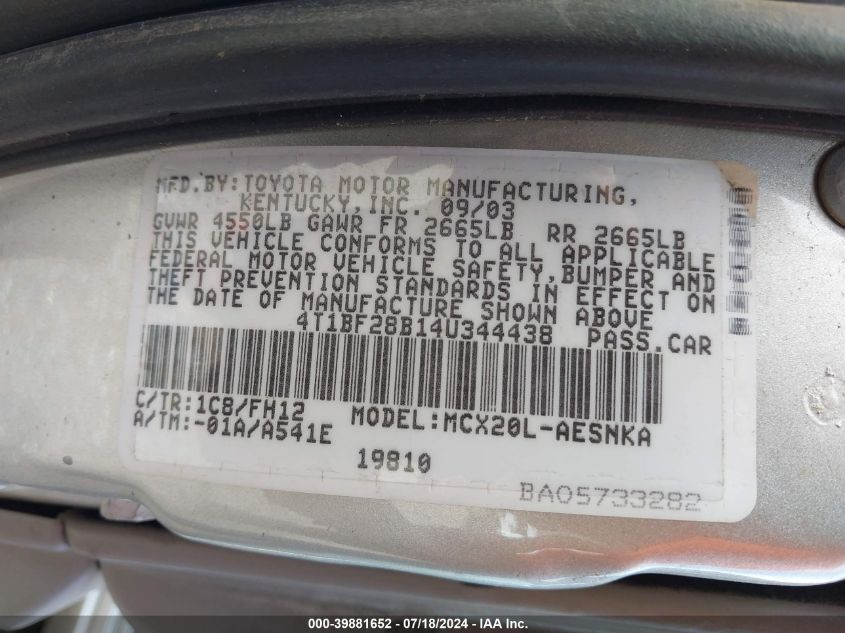 MFD.BY:TOYOTA MOTOR MANUFACTURING,
KENTUCKY,INC. 09/03
GVWR 4550LB GAWR FR 2665LB RR 2665LB
THIS VEHICLE CONFORMS TO ALL APPLICABLE
FEDERAL MOTOR VEHICLE SAFETY,BUMPER AND
THEFT PREVENTION STANDARDS IN EFFECT ON
THE DATE OF MANUFACTURE SHOWN ABOVE
4T1BF28B14U344438 PASS.CAR
C/TR:1C8/FH12 MODEL:MCX20L-AESNKA
A/TM:-01A/A541E
19810
BA05733282
000-39881652 / 07/18/2024 - IAA Inc.